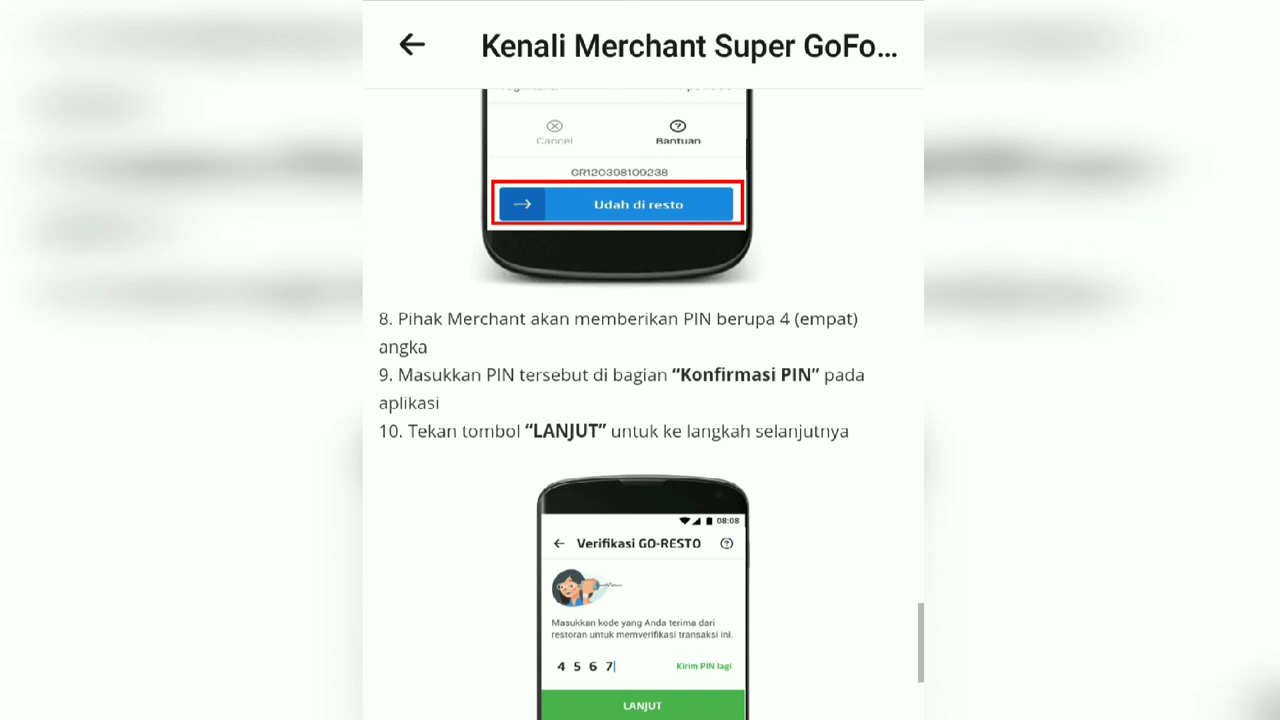 Kenali Merchant Super GoFo...
Cancel
Bantuan
GR120398109238
Udah di resto
8. Pihak Merchant akan memberikan PIN berupa 4 (empat)
angka
9. Masukkan PIN tersebut di bagian “Konfirmasi PIN” pada
aplikasi
10. Tekan tombol “LANJUT” untuk ke langkah selanjutnya
08:08
Verifikasi GO-RESTO
Masukkan kode yang Anda terima dari
restoran untuk memverifikasi transaksi ini.
4 5 6 7
Kirim PIN lagi
LANJUT